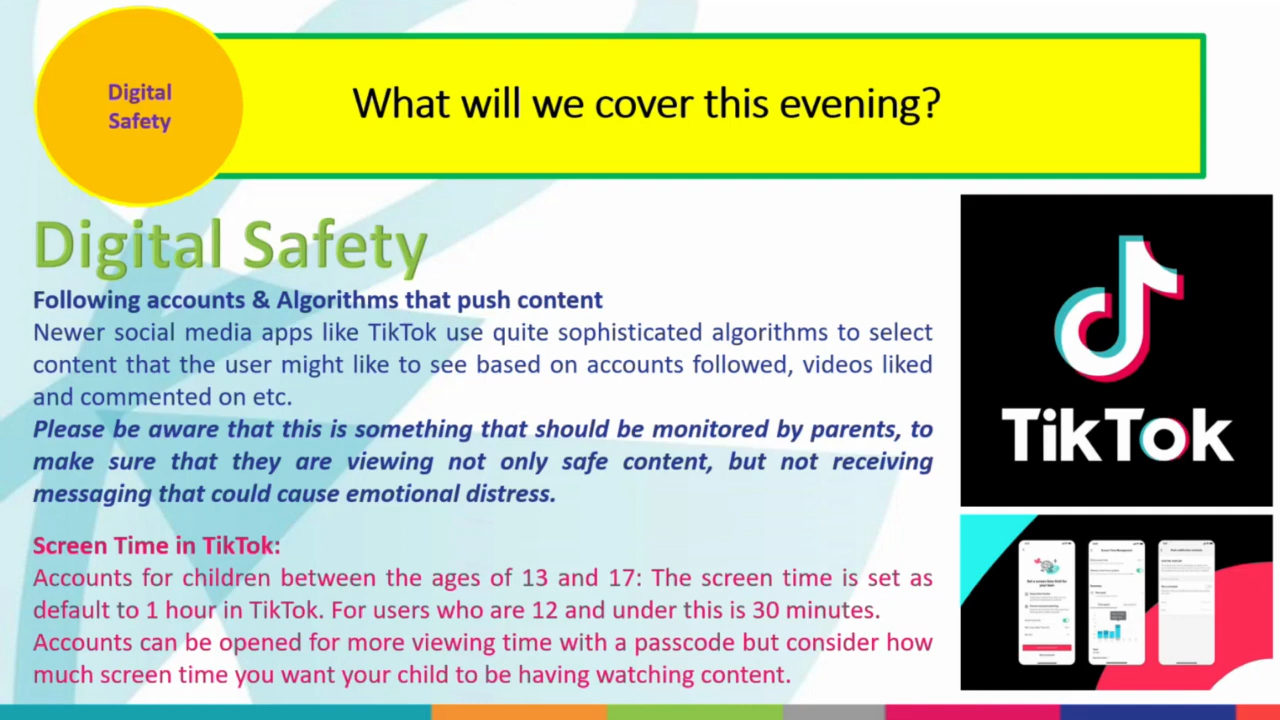 Digital
Safety
What will we cover this evening?
Digital Safety
Following accounts & Algorithms that push content
Newer social media apps like TikTok use quite sophisticated algorithms to select
content that the user might like to see based on accounts followed, videos liked
and commented on etc.
Please be aware that this is something that should be monitored by parents, to
make sure that they are viewing not only safe content, but not receiving
messaging that could cause emotional distress.
Screen Time in TikTok:
Accounts for children between the ages of 13 and 17: The screen time is set as
default to 1 hour in TikTok. For users who are 12 and under this is 30 minutes.
Accounts can be opened for more viewing time with a passcode but consider how
much screen time you want your child to be having watching content.
TikTok